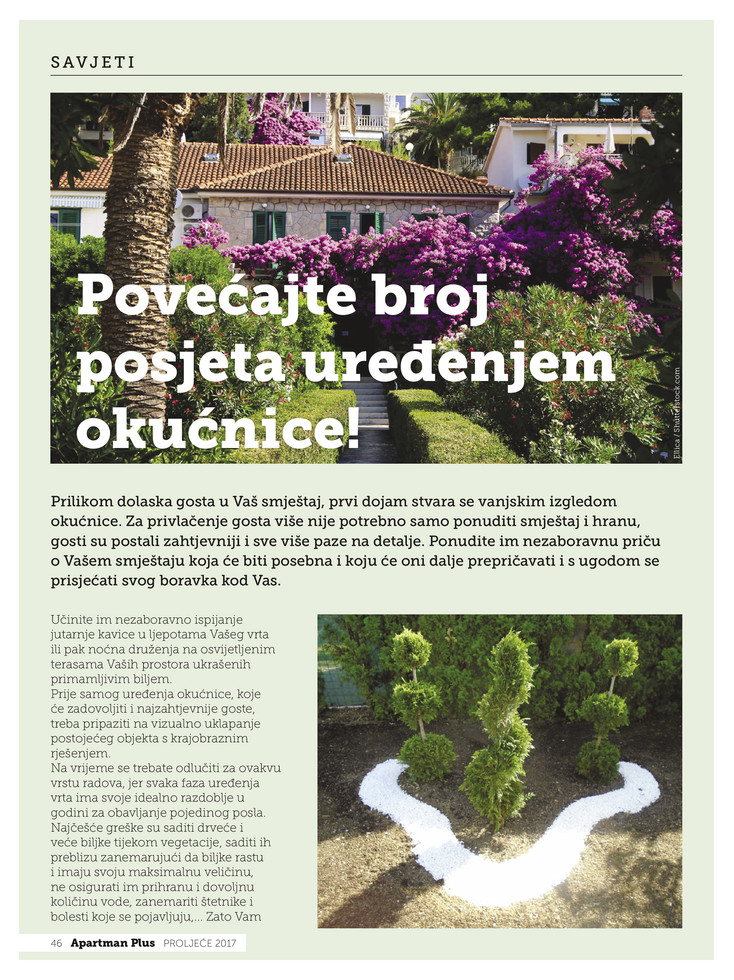 SAVJETI
Povećajte broj
posjeta uređenjem
okućnice!
Ellica / Shutterstock.com
Prilikom dolaska gosta u Vaš smještaj, prvi dojam stvara se vanjskim izgledom
okućnice. Za privlačenje gosta više nije potrebno samo ponuditi smještaj i hranu,
gosti su postali zahtjevniji i sve više paze na detalje. Ponudite im nezaboravnu priču
o Vašem smještaju koja će biti posebna i koju će oni dalje prepričavati i s ugodom se
prisjećati svog boravka kod Vas.
Učinite im nezaboravno ispijanje
jutarnje kavice u ljepotama Vašeg vrta
ili pak noćna druženja na osvijetljenim
terasama Vaših prostora ukrašenih
primamljivim biljem.
Prije samog uređenja okućnice, koje
će zadovoljiti i najzahtjevnije goste,
treba pripaziti na vizualno uklapanje
postojećeg objekta s krajobraznim
rješenjem.
Na vrijeme se trebate odlučiti za ovakvu
vrstu radova, jer svaka faza uređenja
vrta ima svoje idealno razdoblje u
godini za obavljanje pojedinog posla.
Najčešće greške su saditi drveće i
veće biljke tijekom vegetacije, saditi ih
preblizu zanemarujući da biljke rastu
i imaju svoju maksimalnu veličinu,
ne osigurati im prihranu i dovoljnu
količinu vode, zanemariti štetnike i
bolesti koje se pojavljuju,... Zato Vam
46 Apartman Plus PROLJEĆE 2017